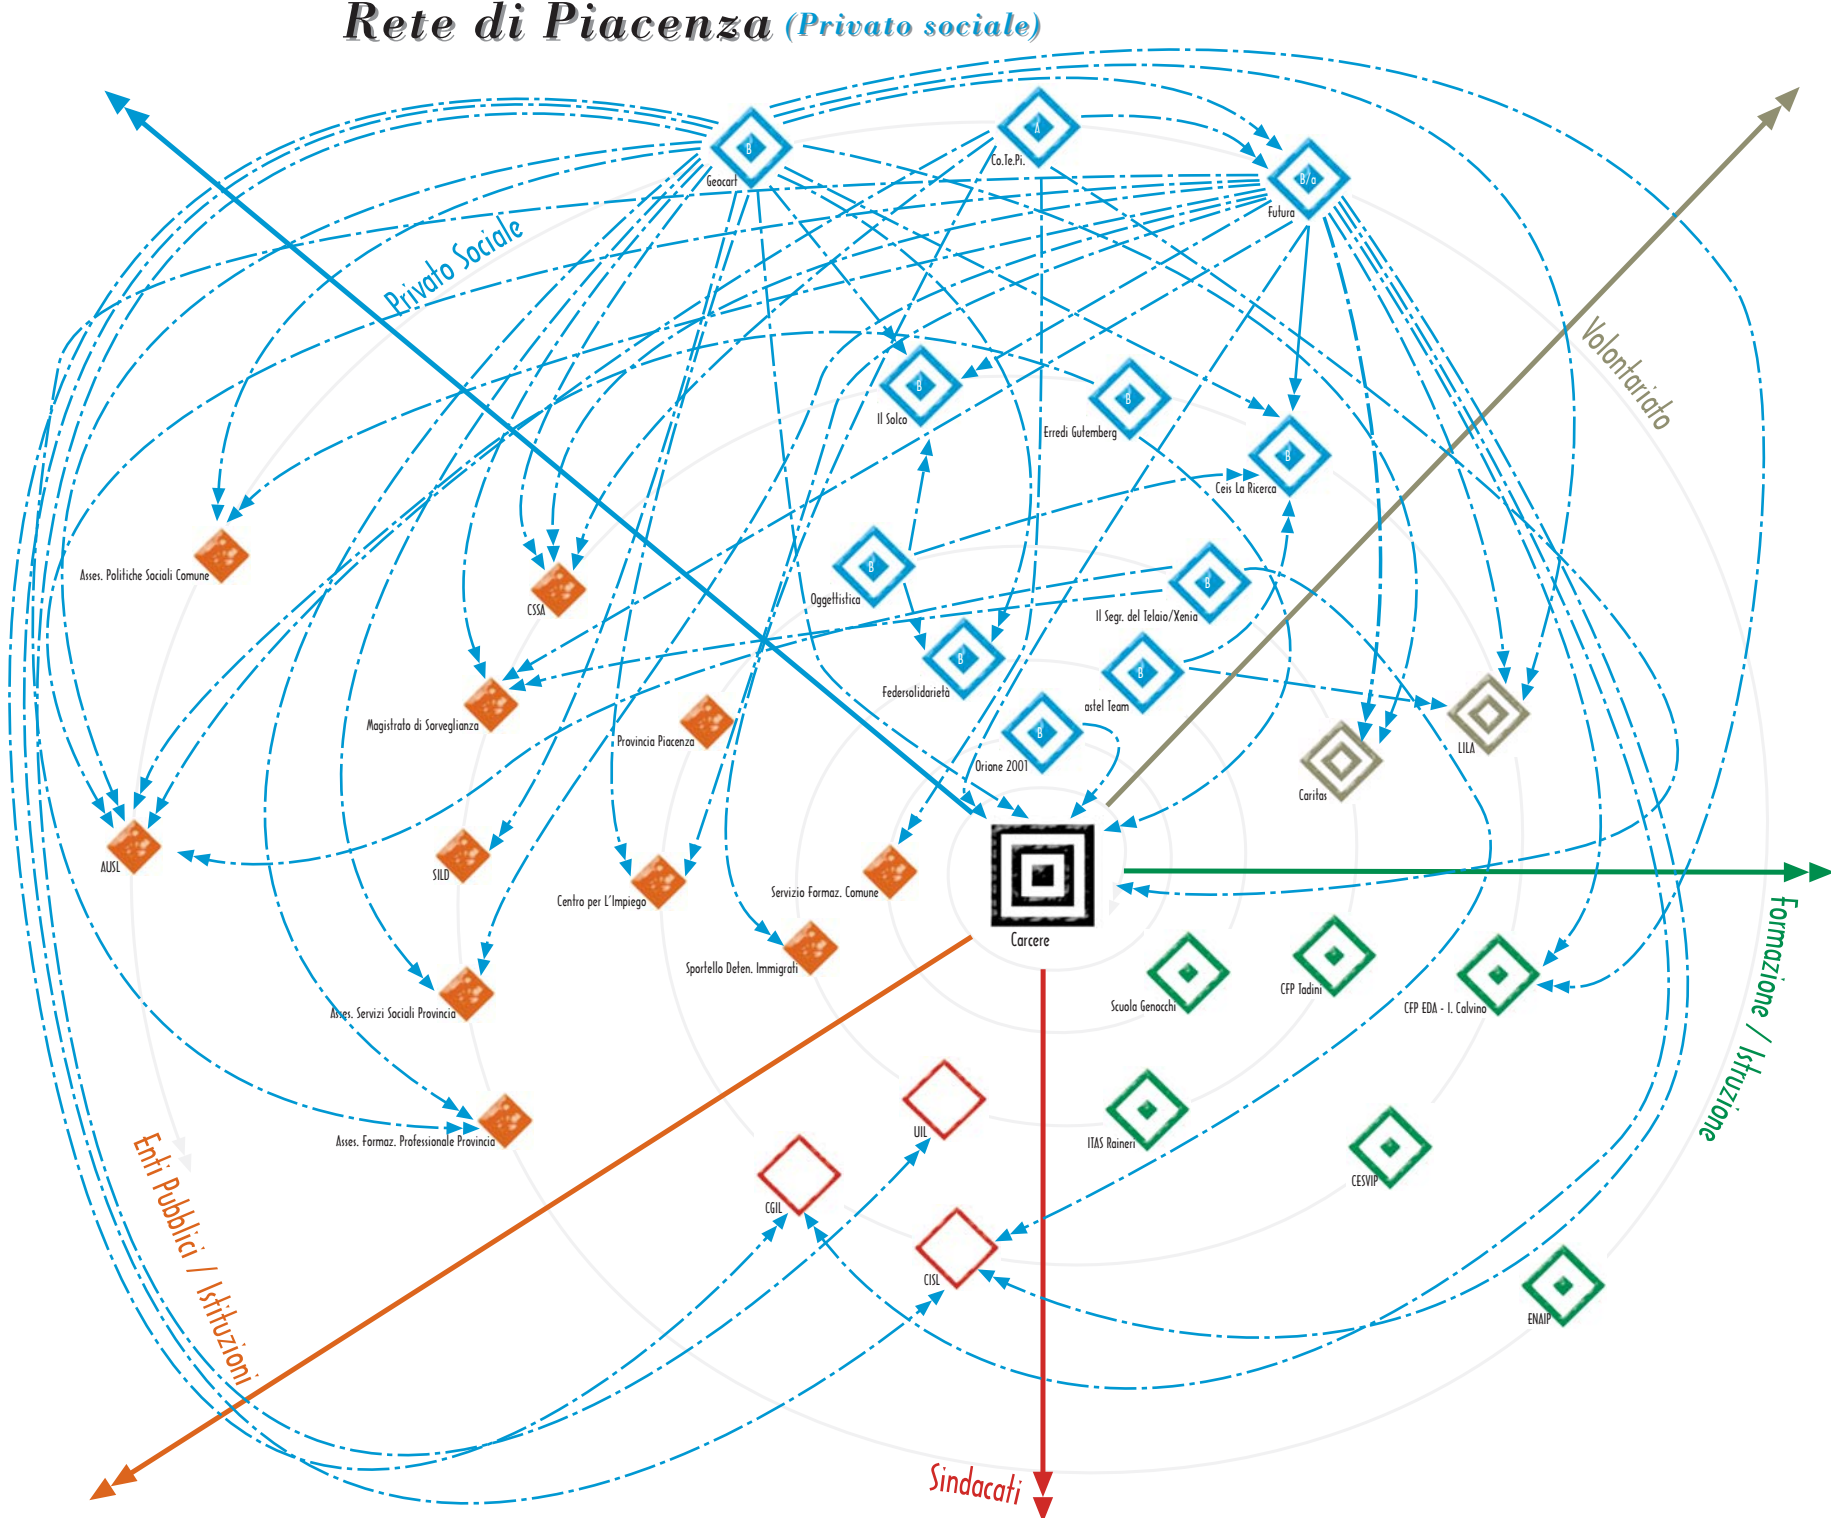 Rete di Piacenza (Privato sociale)
B
Geocart
A
Co.Te.Pi.
B/a
Futura
Privato Sociale
Volontariato
B
Il Solco
B
Erredi Gutemberg
B
Ceis La Ricerca
Asses. Politiche Sociali Comune
CSSA
B
Oggettistica
B
Il Segr. del Telaio/Xenia
B
Federsolidarietà
B
astel Team
Magistrato di Sorveglianza
Provincia Piacenza
B
Orione 2001
LILA
Caritas
AUSL
SILD
Centro per L'Impiego
Servizio Formaz. Comune
Carcere
Sportello Deten. Immigrati
Scuola Genocchi
CFP Tadini
CFP EDA - I. Calvino
Formazione / Istruzione
Asses. Servizi Sociali Provincia
Asses. Formaz. Professionale Provincia
UIL
ITAS Raineri
CESVIP
CGIL
CISL
ENAIP
Enti Pubblici / Istituzioni
Sindacati